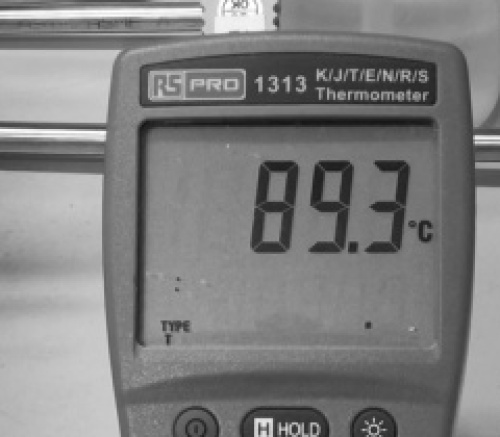 RS PRO 1313 K/J/T/E/N/R/S
Thermometer
89.3 °C
TYPE
T
H HOLD